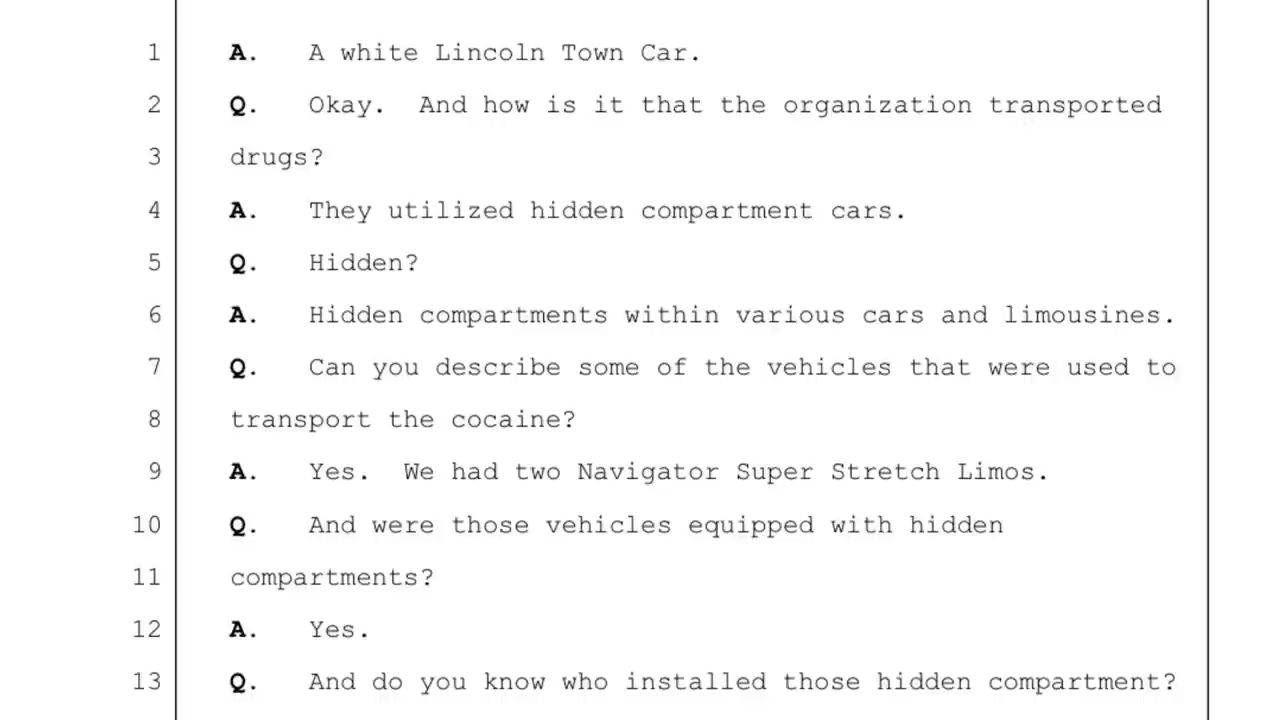 1 A. A white Lincoln Town Car.
2 Q. Okay. And how is it that the organization transported
3 drugs?
4 A. They utilized hidden compartment cars.
5 Q. Hidden?
6 A. Hidden compartments within various cars and limousines.
7 Q. Can you describe some of the vehicles that were used to
8 transport the cocaine?
9 A. Yes. We had two Navigator Super Stretch Limos.
10 Q. And were those vehicles equipped with hidden
11 compartments?
12 A. Yes.
13 Q. And do you know who installed those hidden compartment?